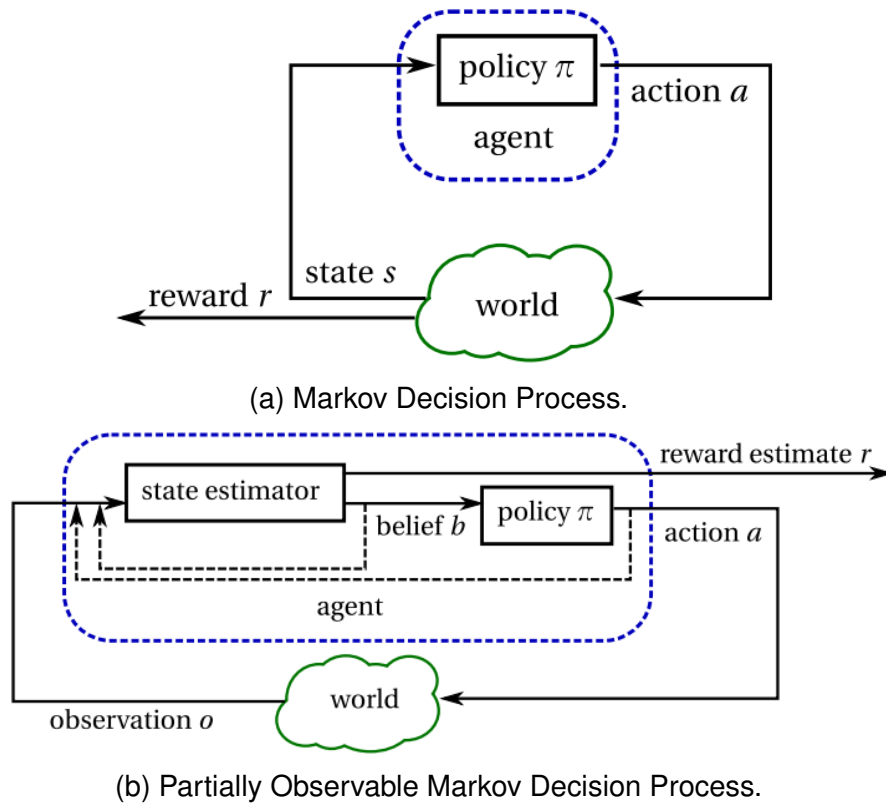 policy π
action a
agent
state s
reward r
world
(a) Markov Decision Process.
reward estimate r
state estimator
belief b
policy π
action a
agent
world
observation o
(b) Partially Observable Markov Decision Process.